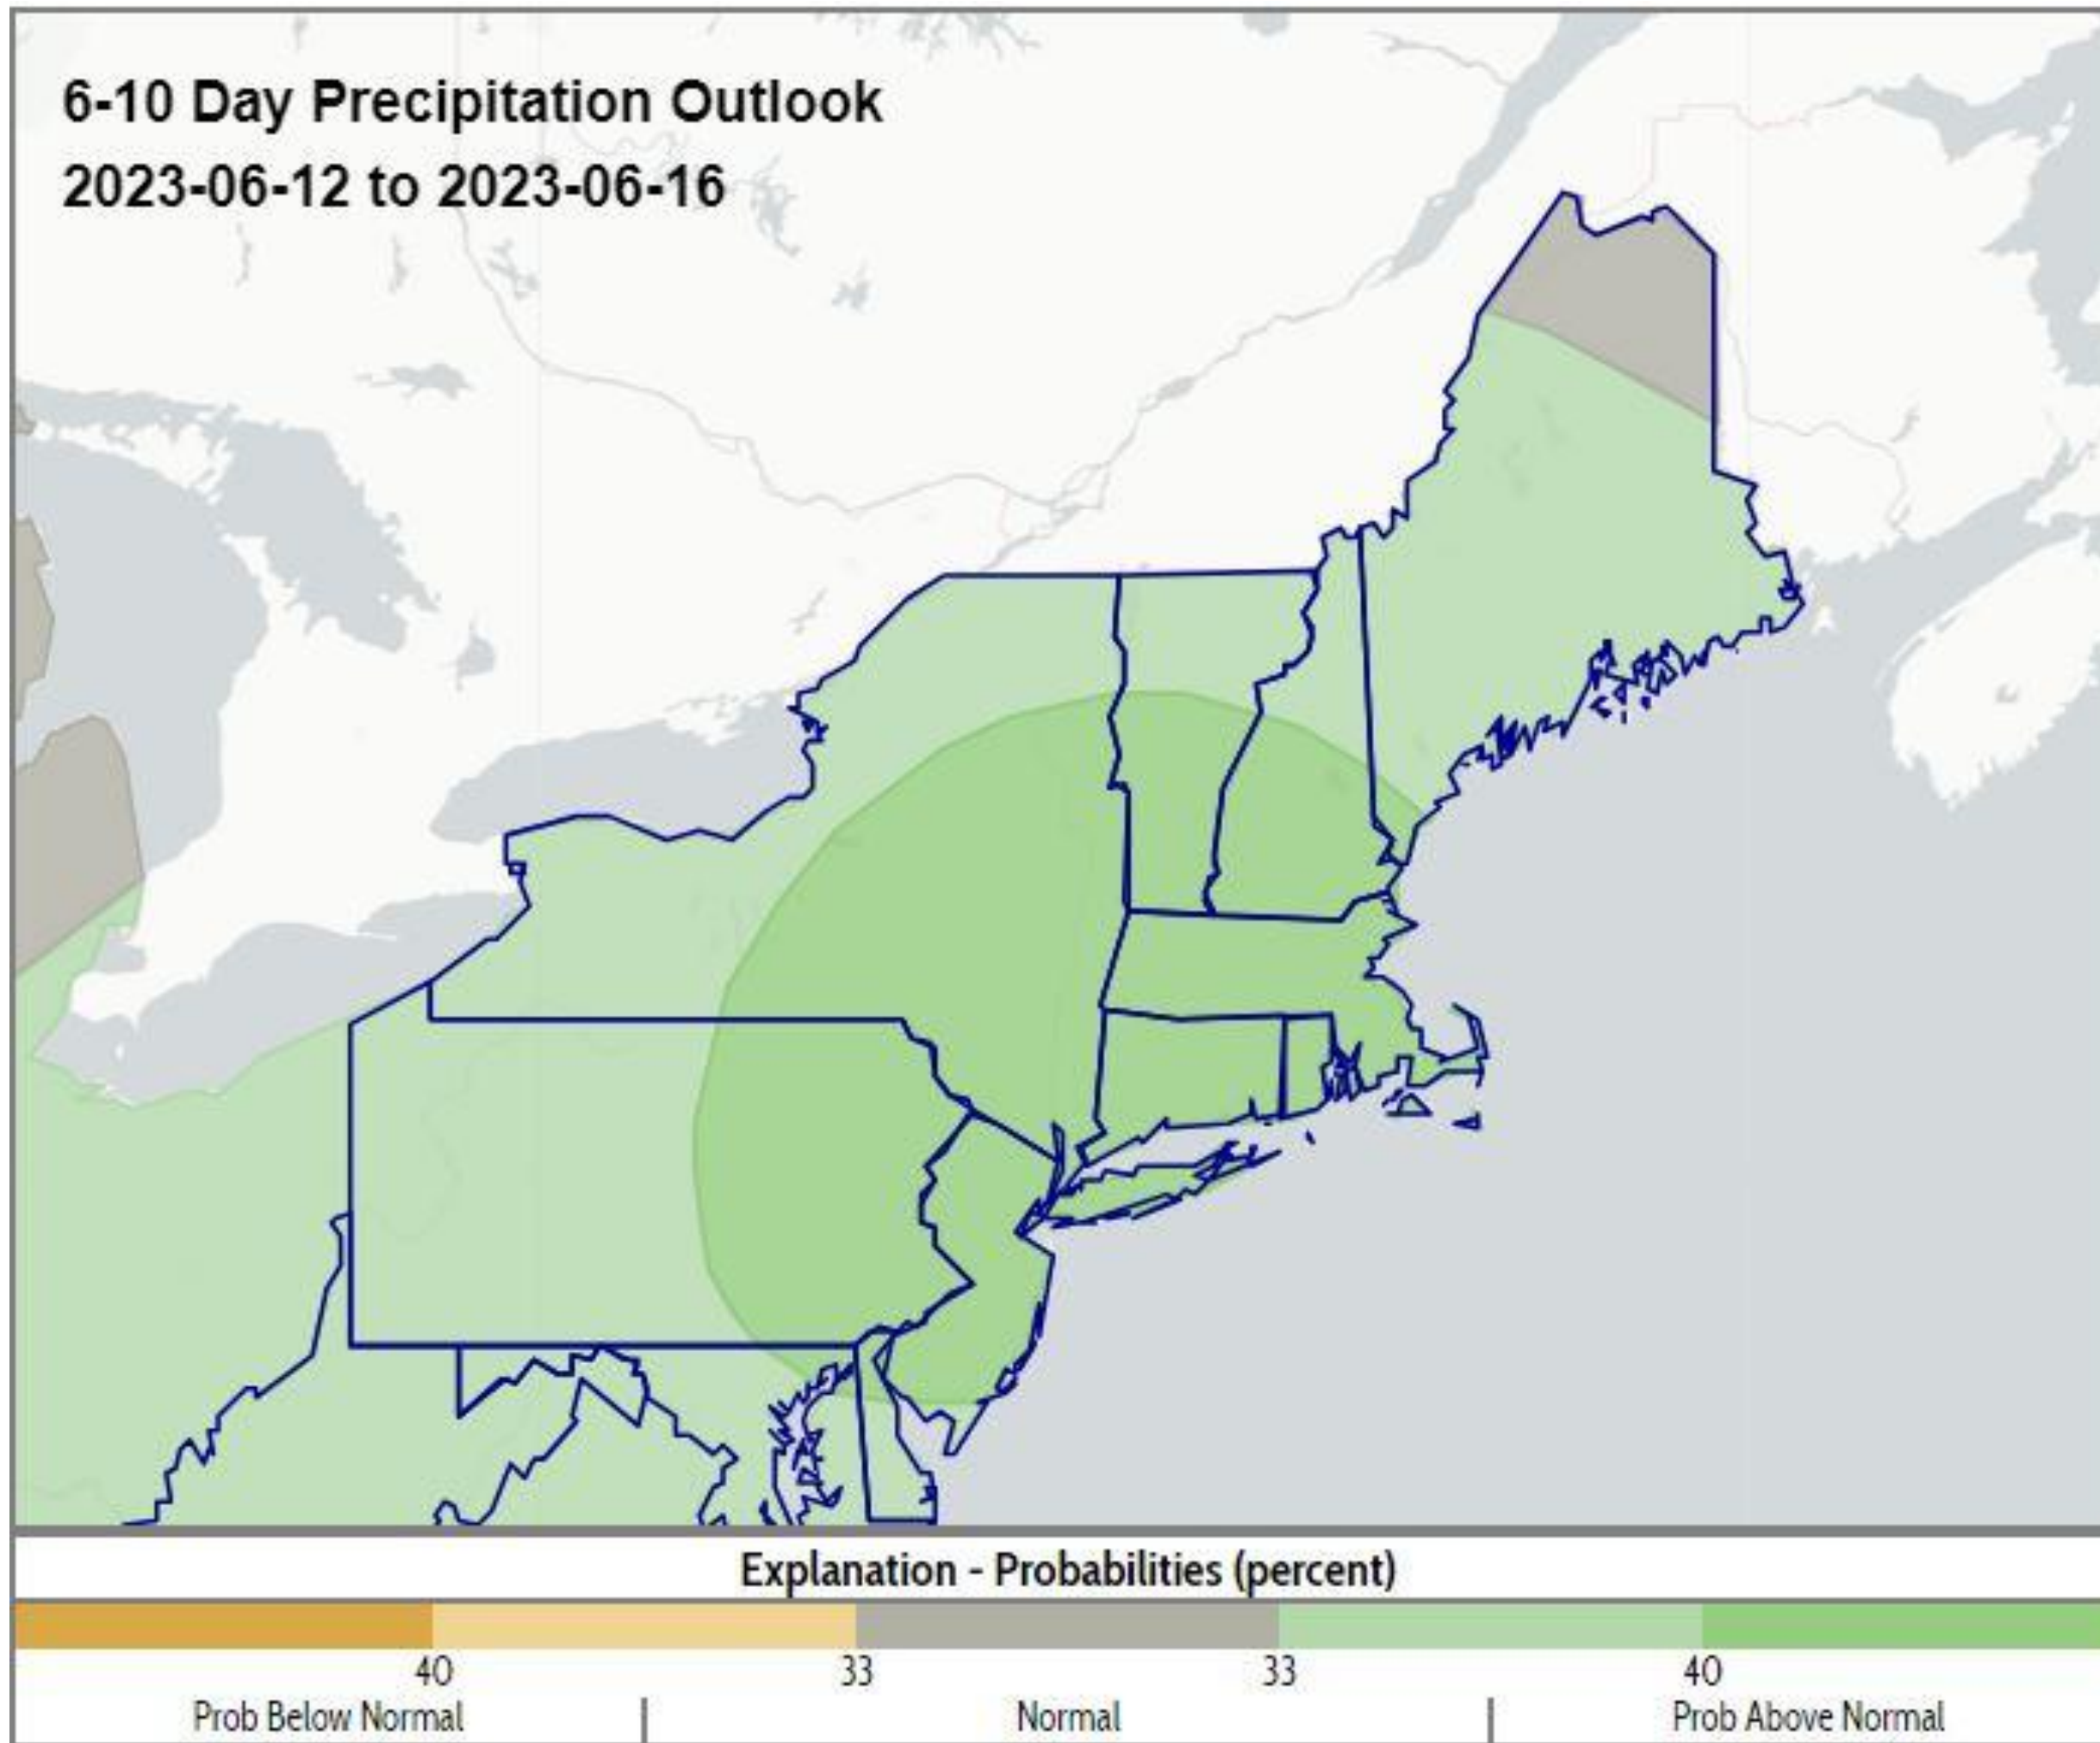 6-10 Day Precipitation Outlook
2023-06-12 to 2023-06-16
Explanation - Probabilities (percent)
40 33 33 40
Prob Below Normal | Normal | Prob Above Normal